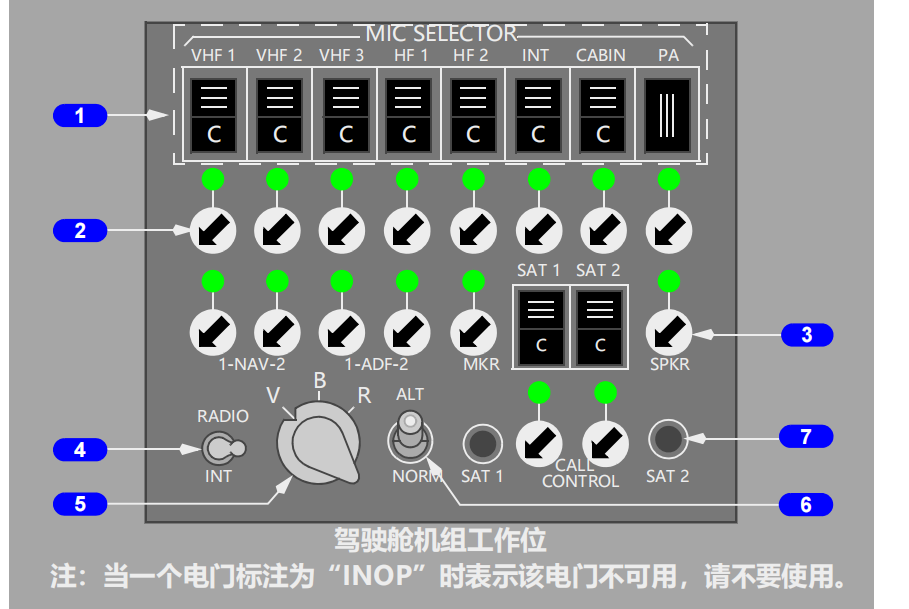 MIC SELECTOR
VHF 1 VHF 2 VHF 3 HF 1 HF 2 INT CABIN PA
1
C C C C C C C
2
SAT 1 SAT 2
3
C C
1-NAV-2 1-ADF-2 MKR SPKR
V B R ALT
RADIO
4
7
INT NORM SAT 1 CALL CONTROL SAT 2
5
6
驾驶舱机组工作位
注：当一个电门标注为“INOP”时表示该电门不可用，请不要使用。